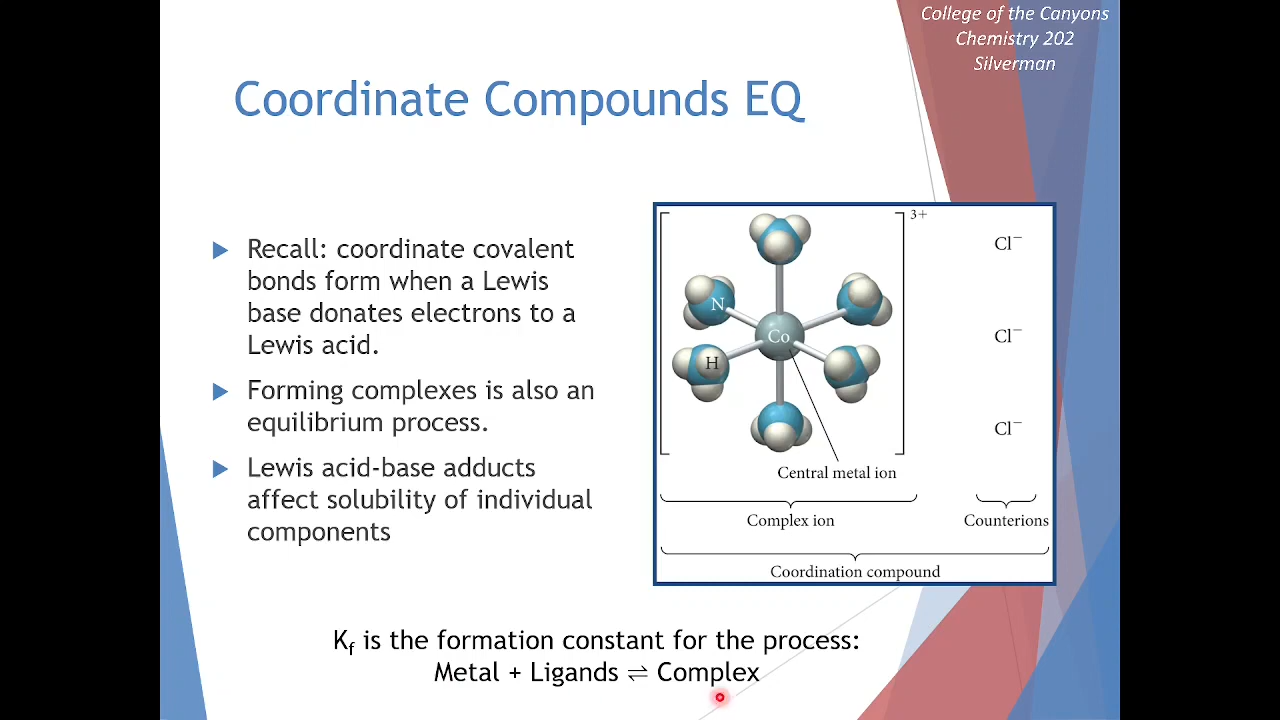 College of the Canyons
Chemistry 202
Silverman
Coordinate Compounds EQ
Recall: coordinate covalent
bonds form when a Lewis
base donates electrons to a
Lewis acid.
Forming complexes is also an
equilibrium process.
Lewis acid-base adducts
affect solubility of individual
components
3+
Cl⁻
N
Co
Cl⁻
H
Cl⁻
Central metal ion
Complex ion
Counterions
Coordination compound
K_f is the formation constant for the process:
Metal + Ligands ⇌ Complex